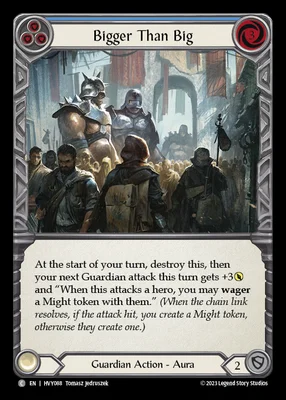 Bigger Than Big
At the start of your turn, destroy this, then
your next Guardian attack this turn gets +3
and "When this attacks a hero, you may wager
a Might token with them." (When the chain link
resolves, if the attack hit, you create a Might token,
otherwise they create one.)
Guardian Action - Aura
2
C EN | HVY088 Tomasz Jedruszek
©2023 Legend Story Studios